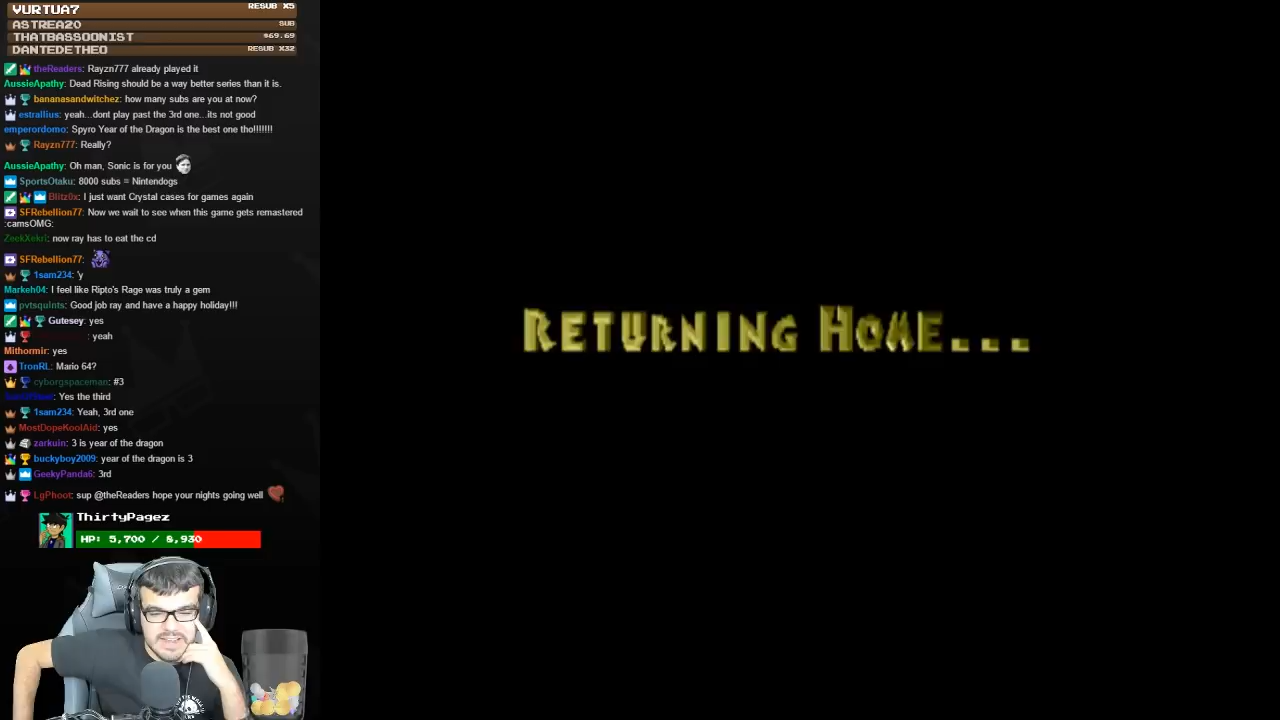 VURTUA7 RESUB X5
ASTREA20 SUB
THATBASSOONIST $69.69
DANTEDETHEO RESUB X32
theReaders: Rayzn777 already played it
AussieApathy: Dead Rising should be a way better series than it is.
bananasandwitchez: how many subs are you at now?
estrallius: yeah...dont play past the 3rd one...its not good
emperordomo: Spyro Year of the Dragon is the best one tho!!!!!!!
Rayzn777: Really?
AussieApathy: Oh man, Sonic is for you
SportsOtaku: 8000 subs = Nintendogs
Blitz0x: I just want Crystal cases for games again
SFRebellion77: Now we wait to see when this game gets remastered
:camsOMG:
ZeekXekri: now ray has to eat the cd
SFRebellion77:
1sam234: 'y
Markeh04: I feel like Ripto's Rage was truly a gem
pvtsquints: Good job ray and have a happy holiday!!!
Gutesey: yes
: yeah
Mithormir: yes
TronRL: Mario 64?
cyborgspaceman: #3
: Yes the third
1sam234: Yeah, 3rd one
MostDopeKoolAid: yes
zarkuin: 3 is year of the dragon
buckyboy2009: year of the dragon is 3
GeekyPanda6: 3rd
LgPhoot: sup @theReaders hope your nights going well
ThirtyPagez
HP: 5,700 / 8,930
RETURNING HOME...